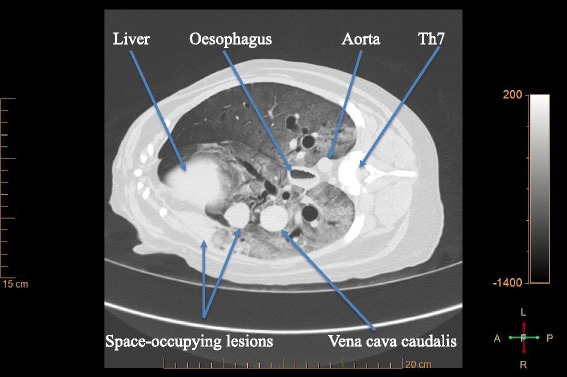 Liver Oesophagus Aorta Th7
200
-1400
15 cm
L
A P
R
Space-occupying lesions Vena cava caudalis
20 cm